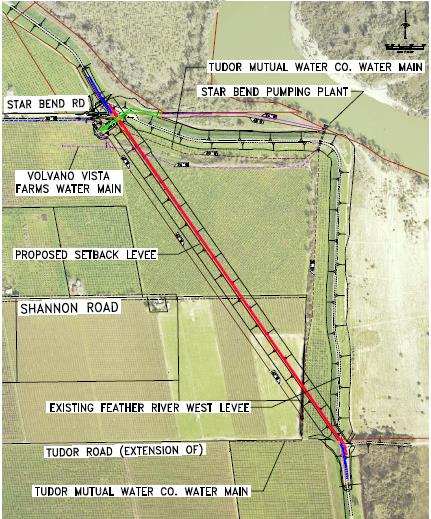 TUDOR MUTUAL WATER CO. WATER MAIN
STAR BEND PUMPING PLANT
STAR BEND RD
VOLVANO VISTA
FARMS WATER MAIN
PROPOSED SETBACK LEVEE
SHANNON ROAD
EXISTING FEATHER RIVER WEST LEVEE
TUDOR ROAD (EXTENSION OF)
TUDOR MUTUAL WATER CO. WATER MAIN